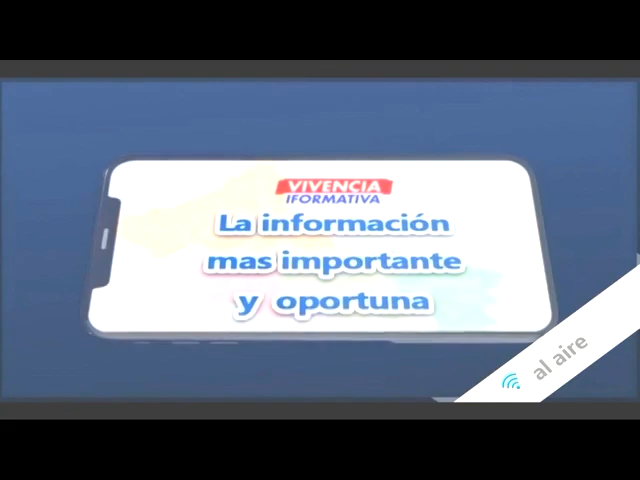 VIVENCIA
IFORMATIVA
La información
mas importante
y oportuna
al aire